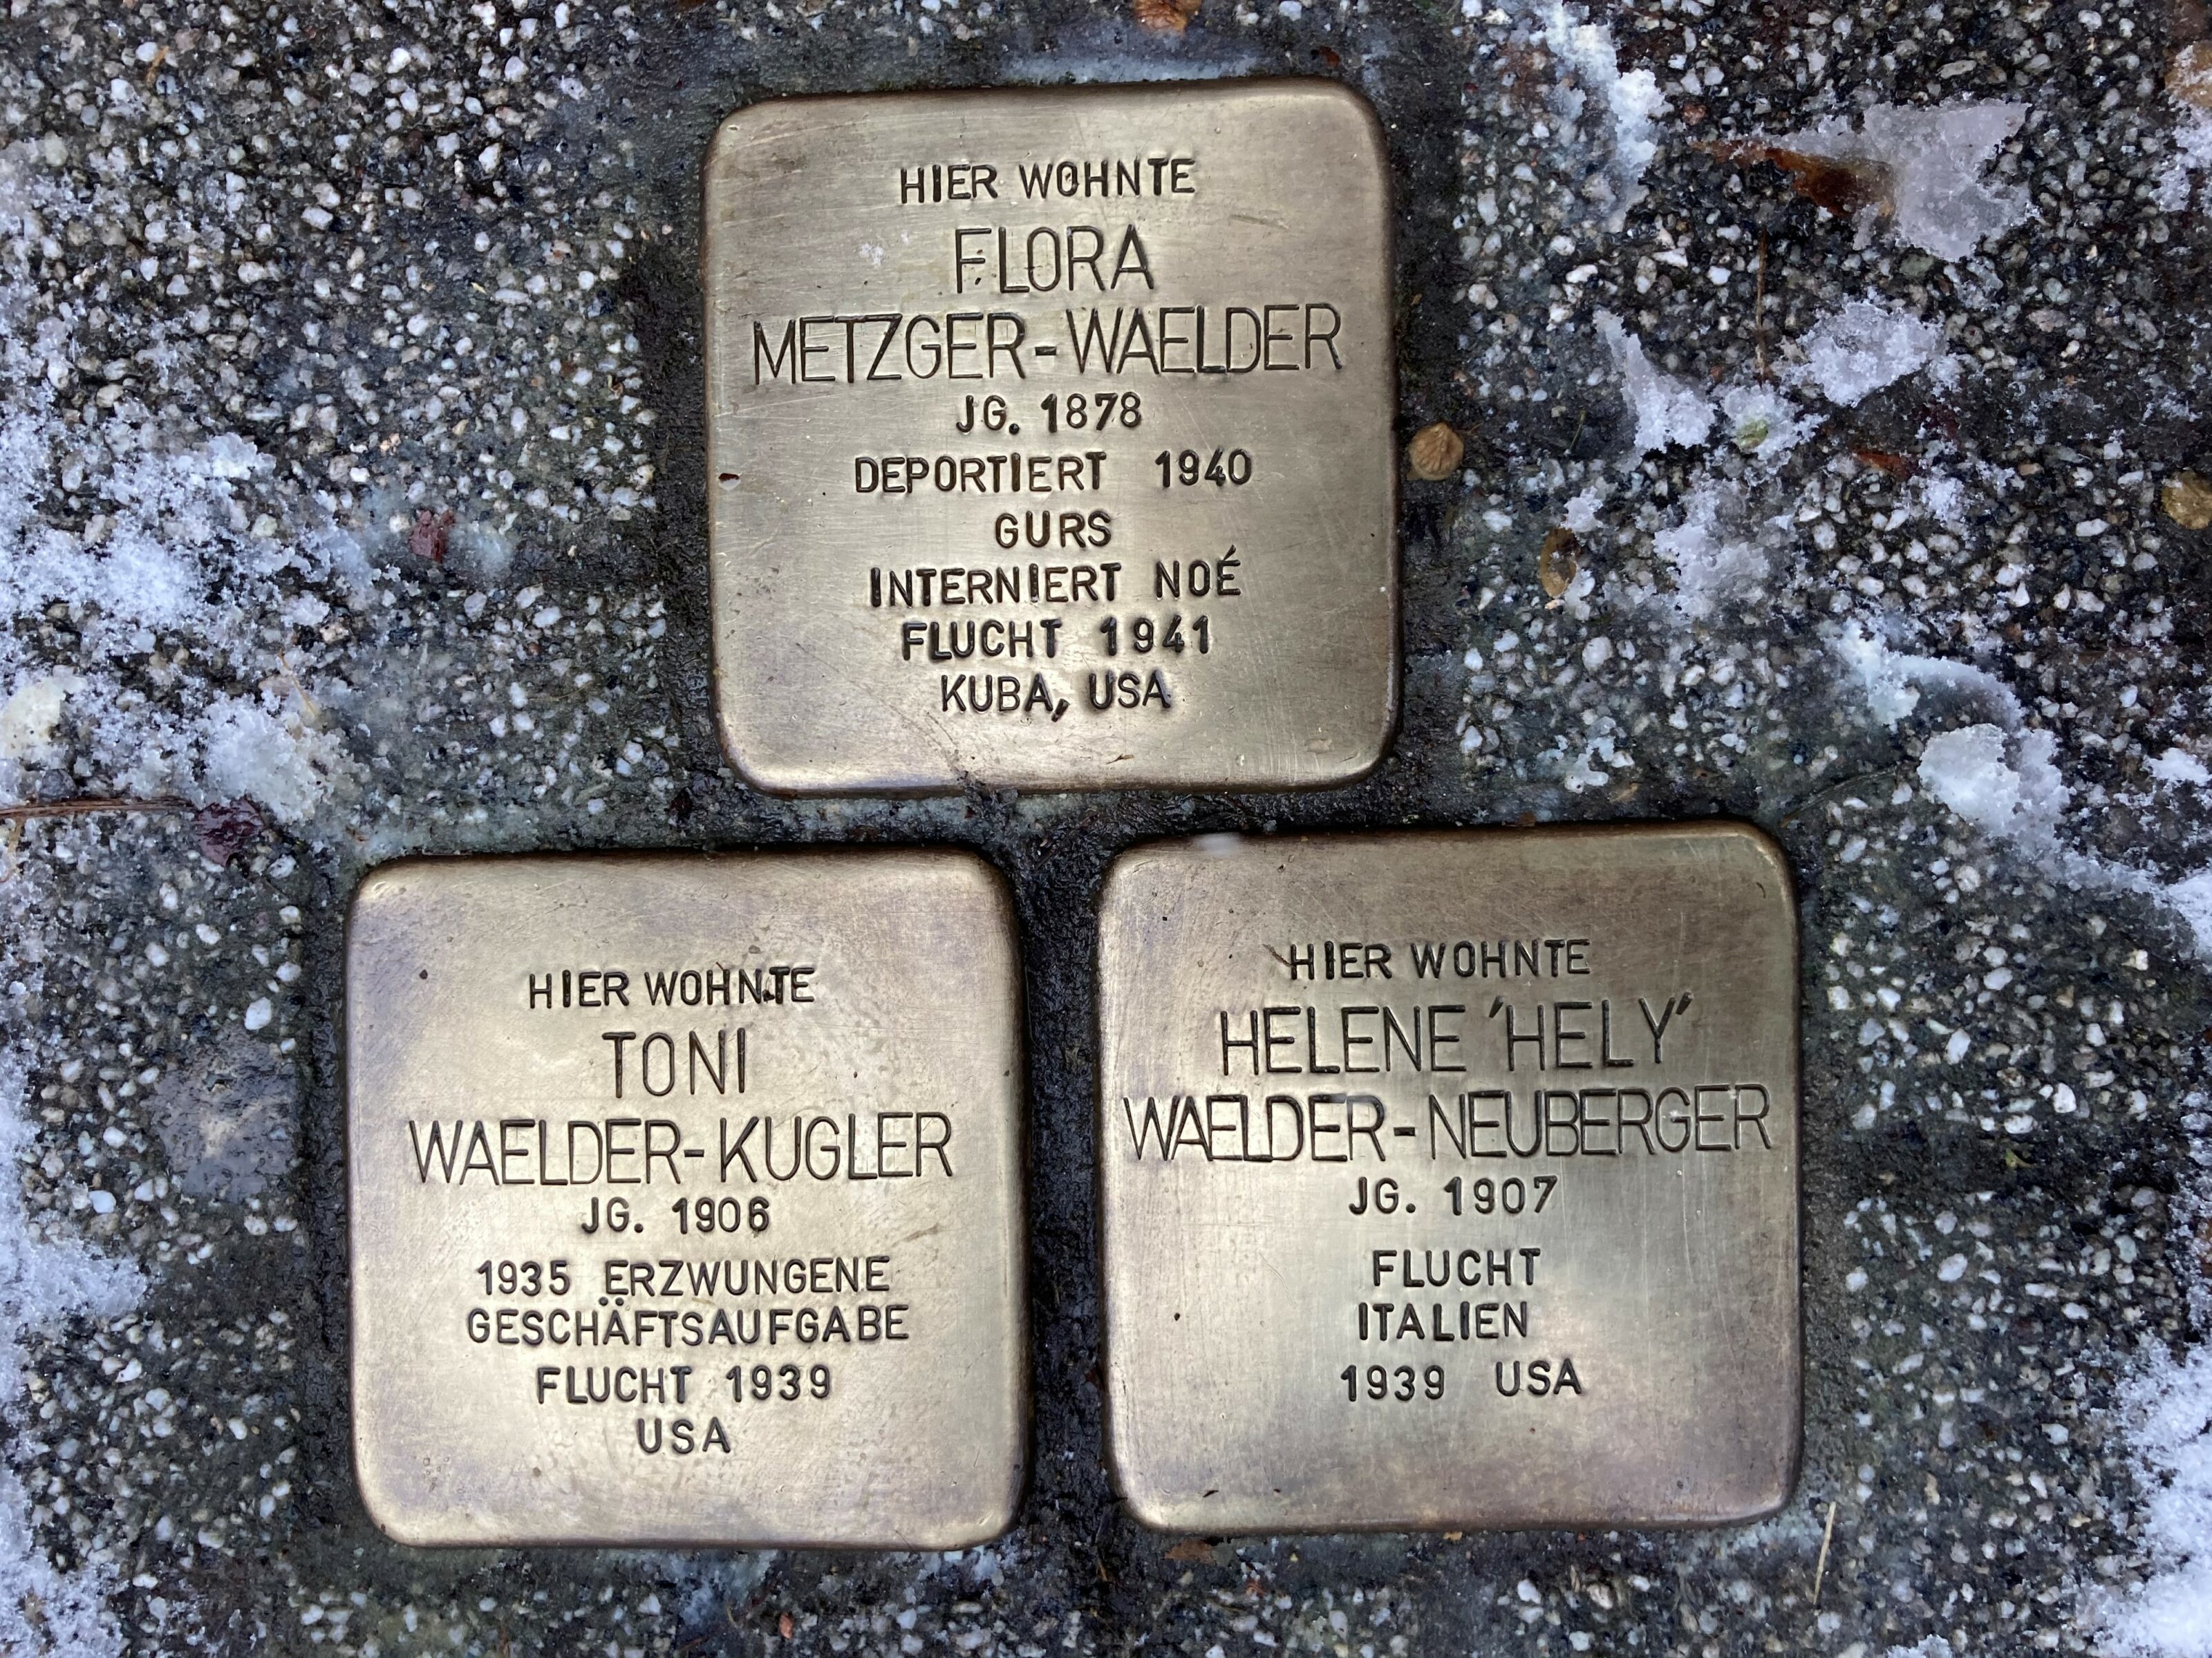 HIER WOHNTE
FLORA
METZGER-WAELDER
JG. 1878
DEPORTIERT 1940
GURS
INTERNIERT NOÉ
FLUCHT 1941
KUBA, USA
HIER WOHNTE
TONI
WAELDER-KUGLER
JG. 1906
1935 ERZWUNGENE
GESCHÄFTSAUFGABE
FLUCHT 1939
USA
HIER WOHNTE
HELENE 'HELY'
WAELDER-NEUBERGER
JG. 1907
FLUCHT
ITALIEN
1939 USA